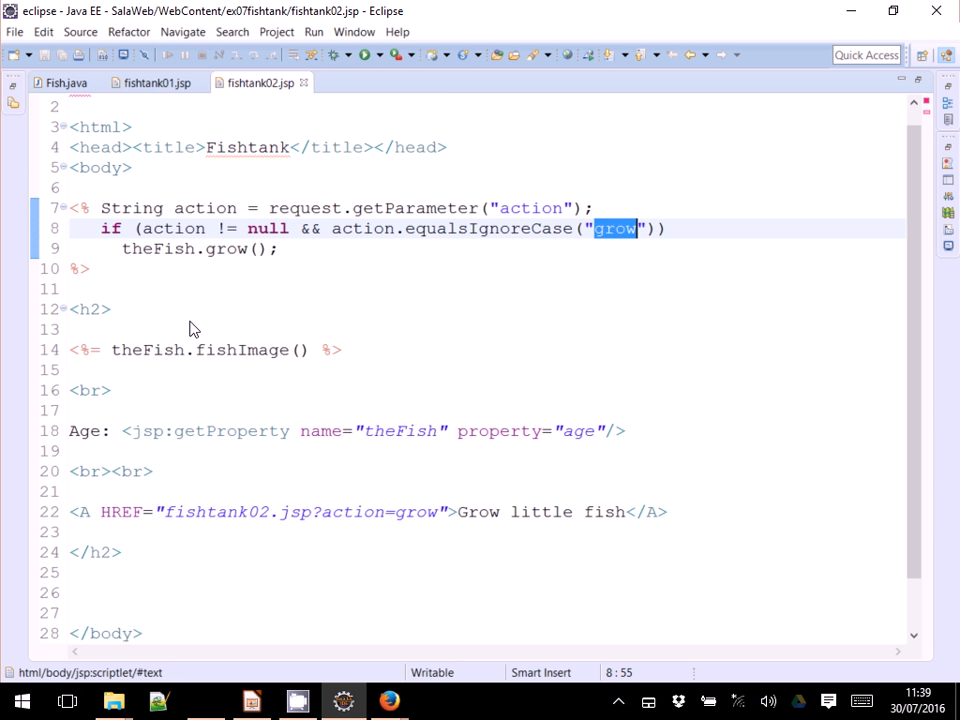 eclipse - Java EE - SalaWeb/WebContent/ex07fishtank/fishtank02.jsp - Eclipse
File Edit Source Refactor Navigate Search Project Run Window Help
Quick Access
Fish.java fishtank01.jsp fishtank02.jsp
2
3 <html>
4 <head><title>Fishtank</title></head>
5 <body>
6
7 <% String action = request.getParameter("action");
8 if (action != null && action.equalsIgnoreCase("grow"))
9 theFish.grow();
10 %>
11
12 <h2>
13
14 <%= theFish.fishImage() %>
15
16 <br>
17
18 Age: <jsp:getProperty name="theFish" property="age"/>
19
20 <br><br>
21
22 <A HREF="fishtank02.jsp?action=grow">Grow little fish</A>
23
24 </h2>
25
26
27
28 </body>
html/body/jsp:scriptlet/#text Writable Smart Insert 8 : 55
11:39
30/07/2016